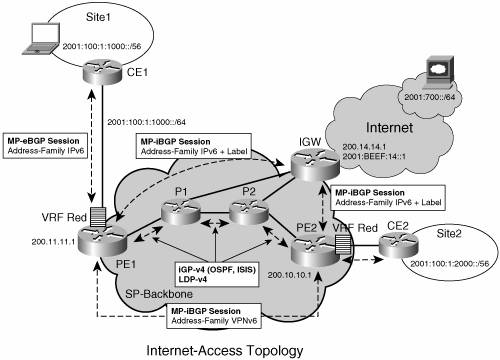 Site1
2001:100:1:1000::/56
CE1
2001:700::/64
2001:100:1:1000::/64
Internet
IGW
200.14.14.1
2001:BEEF:14::1
MP-eBGP Session
Address-Family IPv6
MP-iBGP Session
Address-Family IPv6 + Label
P1
P2
MP-iBGP Session
Address-Family IPv6 + Label
VRF Red
PE2
VRF Red
CE2
Site2
200.11.11.1
PE1
2001:100:1:2000::/56
iGP-v4 (OSPF, ISIS)
LDP-v4
200.10.10.1
SP-Backbone
MP-iBGP Session
Address-Family VPNv6
Internet-Access Topology